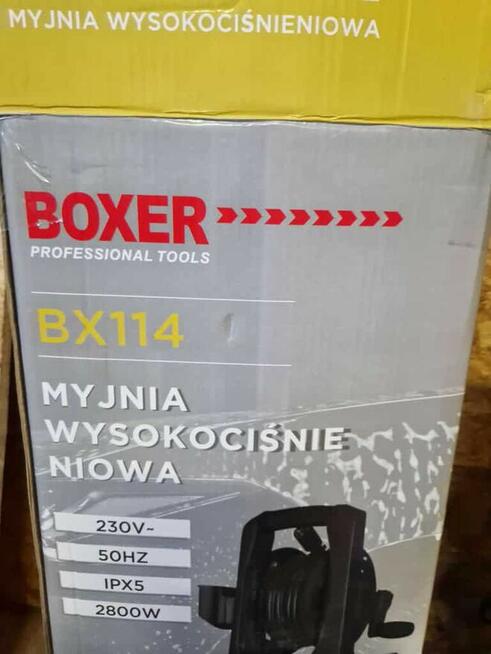 MYJNIA WYSOKOCIŚNIENIOWA
BOXER
PROFESSIONAL TOOLS
BX114
MYJNIA
WYSOKOCIŚNIE
NIOWA
230V~
50HZ
IPX5
2800W